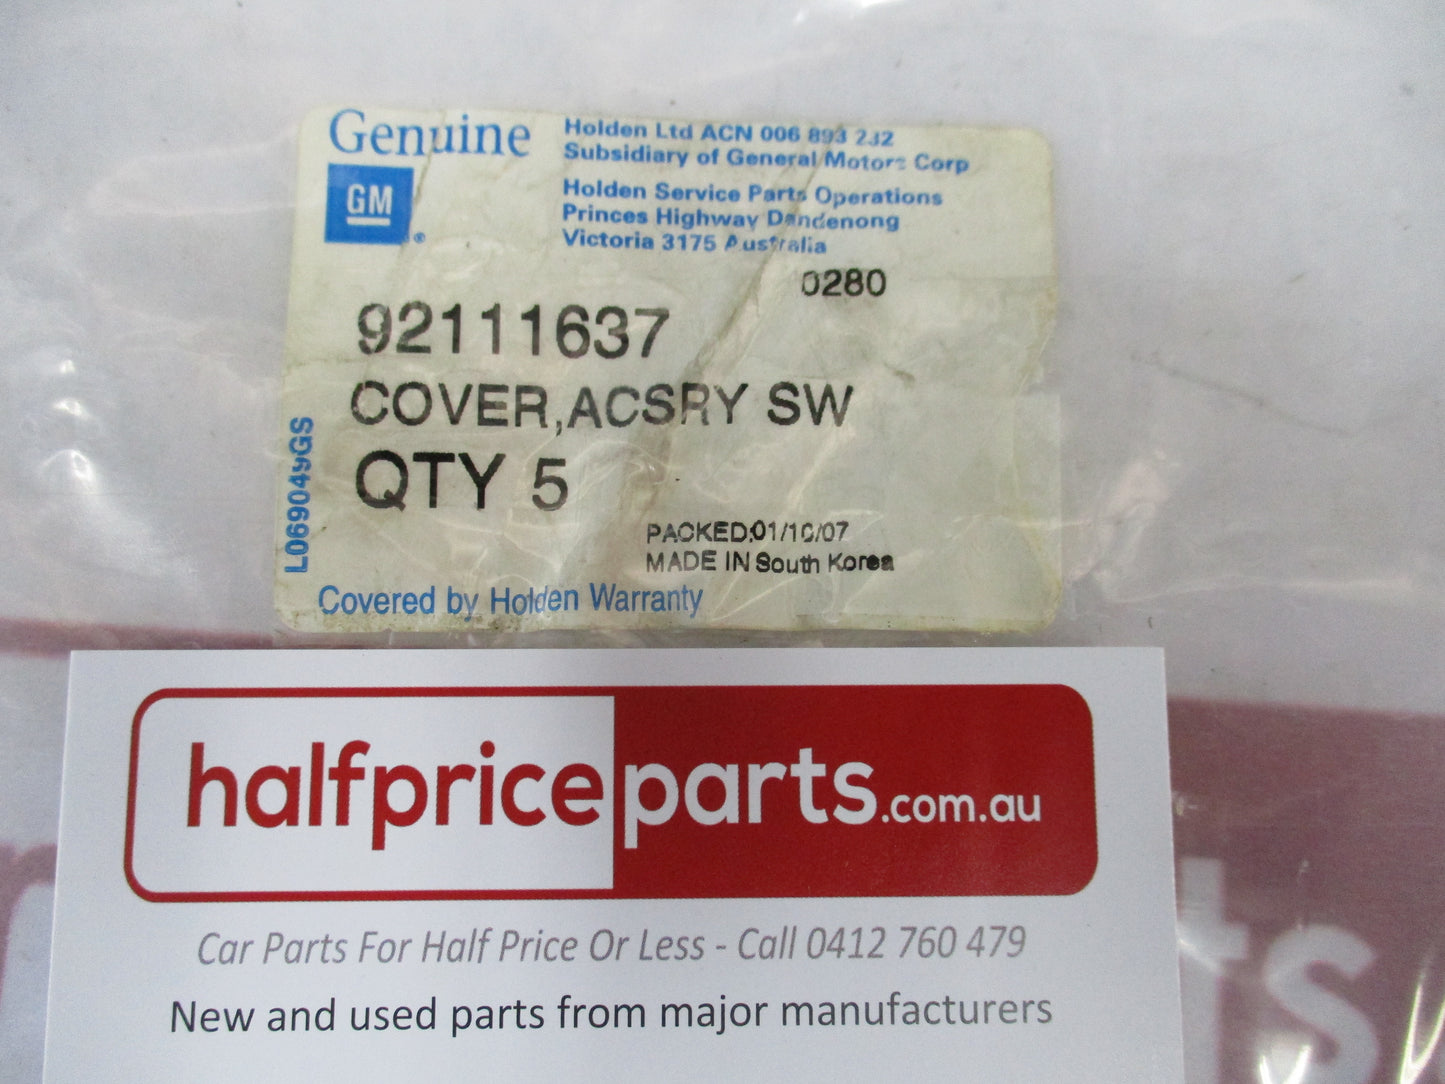 Genuine
GM
Holden Ltd ACN 006 893 232
Subsidiary of General Motors Corp
Holden Service Parts Operations
Princes Highway Dandenong
Victoria 3175 Australia
0280
92111637
COVER,ACSRY SW
QTY 5
L069049GS
PACKED:01/10/07
MADE IN South Korea
Covered by Holden Warranty
halfpriceparts.com.au
Car Parts For Half Price Or Less - Call 0412 760 479
New and used parts from major manufacturers
ts